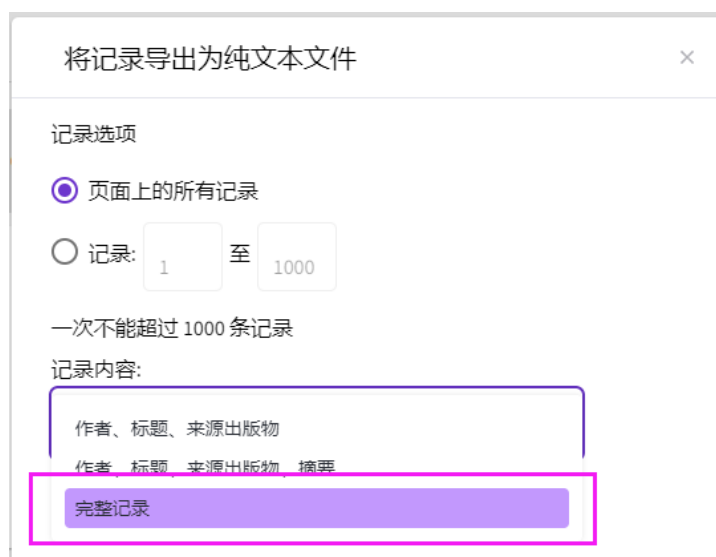 将记录导出为纯文本文件
记录选项
页面上的所有记录
记录: 1 至 1000
一次不能超过 1000 条记录
记录内容:
作者、标题、来源出版物
作者、标题、来源出版物、摘要
完整记录